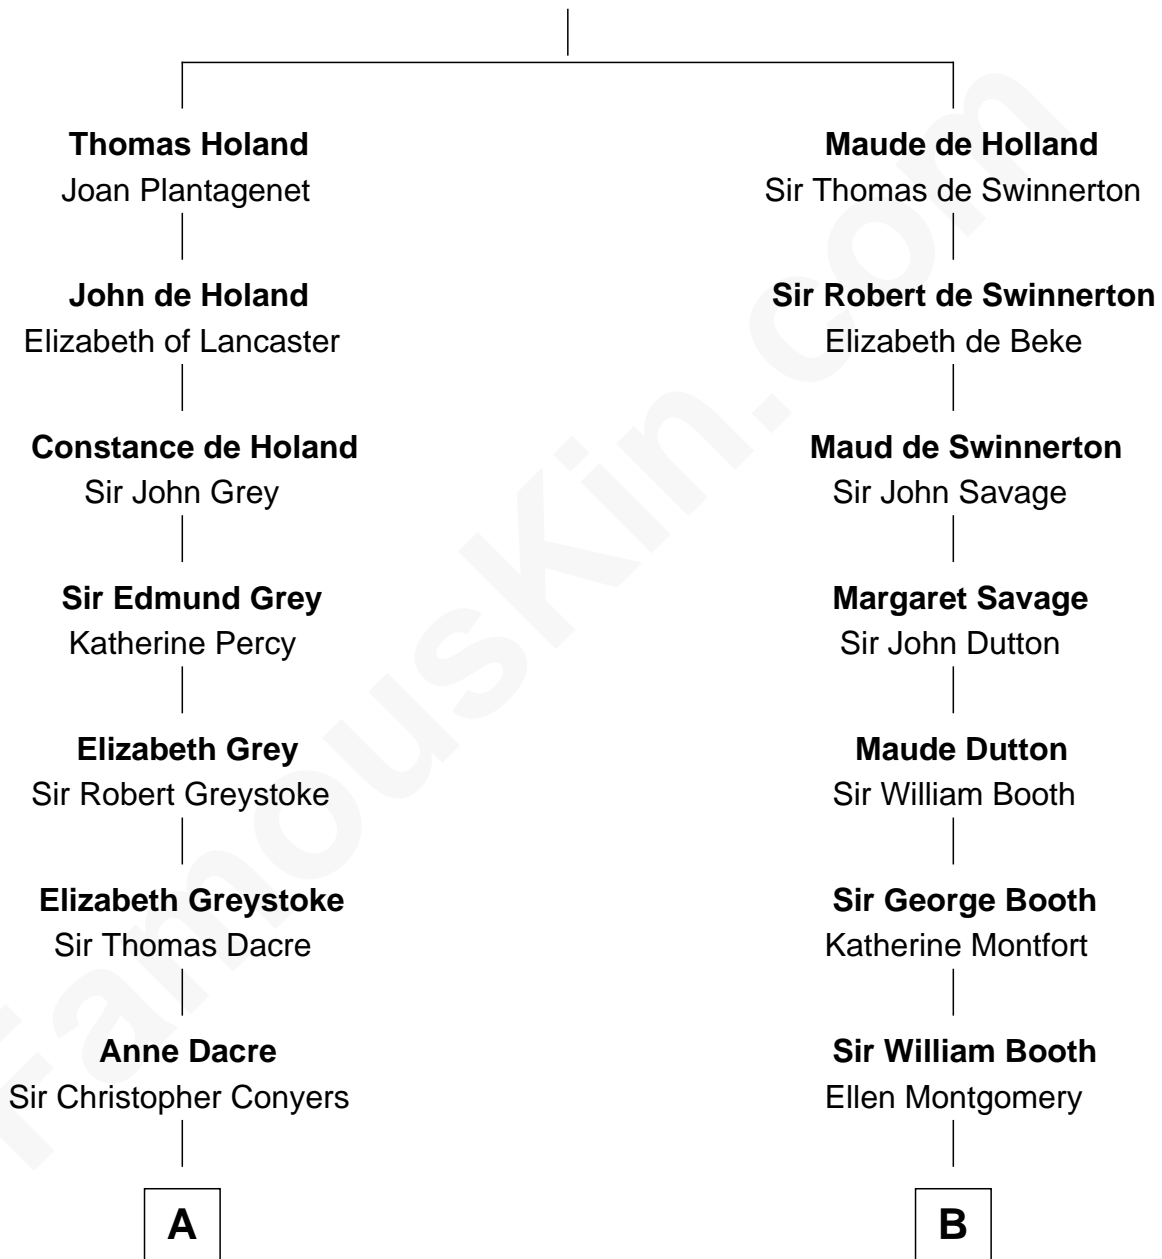 Thomas Holand
Joan Plantagenet
John de Holand
Elizabeth of Lancaster
Constance de Holand
Sir John Grey
Sir Edmund Grey
Katherine Percy
Elizabeth Grey
Sir Robert Greystoke
Elizabeth Greystoke
Sir Thomas Dacre
Anne Dacre
Sir Christopher Conyers
A
Maude de Holland
Sir Thomas de Swinnerton
Sir Robert de Swinnerton
Elizabeth de Beke
Maud de Swinnerton
Sir John Savage
Margaret Savage
Sir John Dutton
Maude Dutton
Sir William Booth
Sir George Booth
Katherine Montfort
Sir William Booth
Ellen Montgomery
B
FamousKin.com